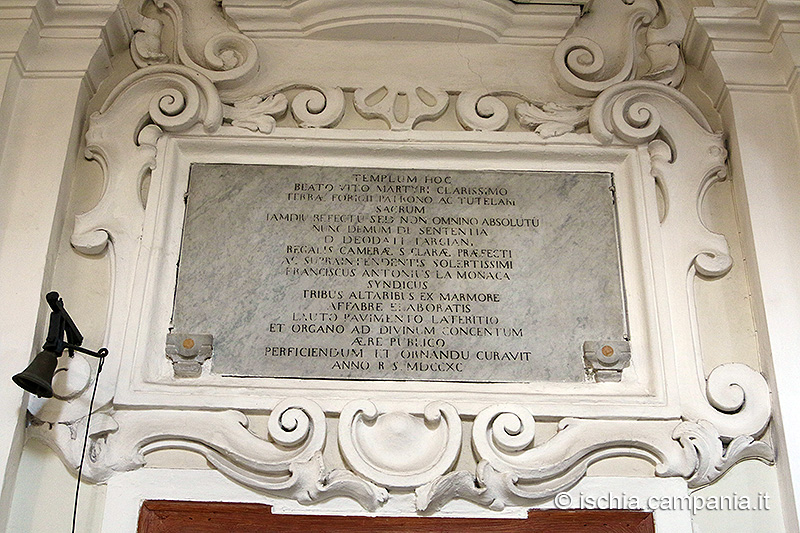 TEMPLUM HOC
BEATO VITO MARTYRI CLARISSIMO
TERRÆ FORIGII PATRONO AC TUTELARI
SACRUM
IAMDIU REFECTU SED NON OMNINO ABSOLUTU
NUNC DEMUM DE SENTENTIA
D DEODATI TARGIANI
REGALIS CAMERÆ S CLARÆ PRÆFECTI
AC SUPRAINTENDENTIS SOLERTISSIMI
FRANCISCUS ANTONIUS LA MONACA
SYNDICUS
TRIBUS ALTARIBUS EX MARMORE
AFFABRE ELABORATIS
LAUTO PAVIMENTO LATERITIO
ET ORGANO AD DIVINUM CONCENTUM
ÆRE PUBLICO
PERFICIENDUM ET ORNANDU CURAVIT
ANNO R S MDCCXC
© ischia.campania.it